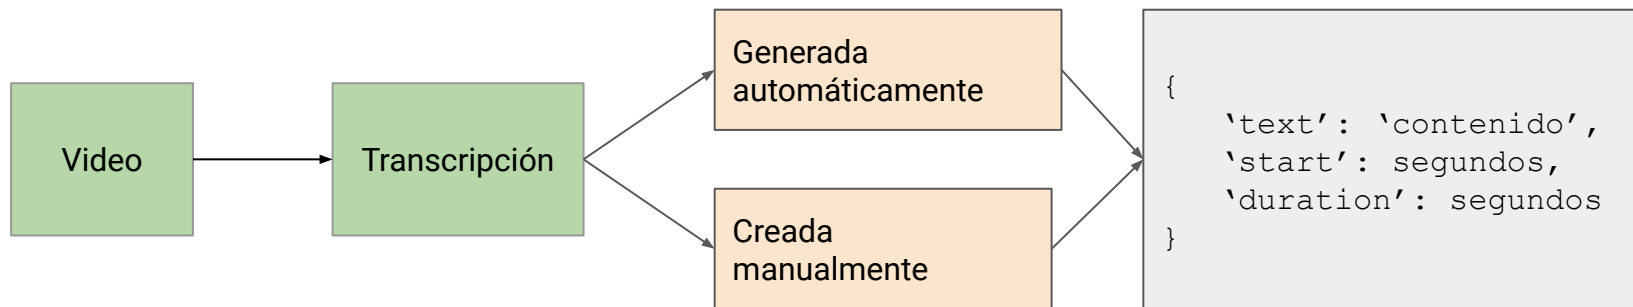 Video
Transcripción
Generada
automáticamente
Creada
manualmente
{
‘text’: ‘contenido’,
‘start’: segundos,
‘duration’: segundos
}